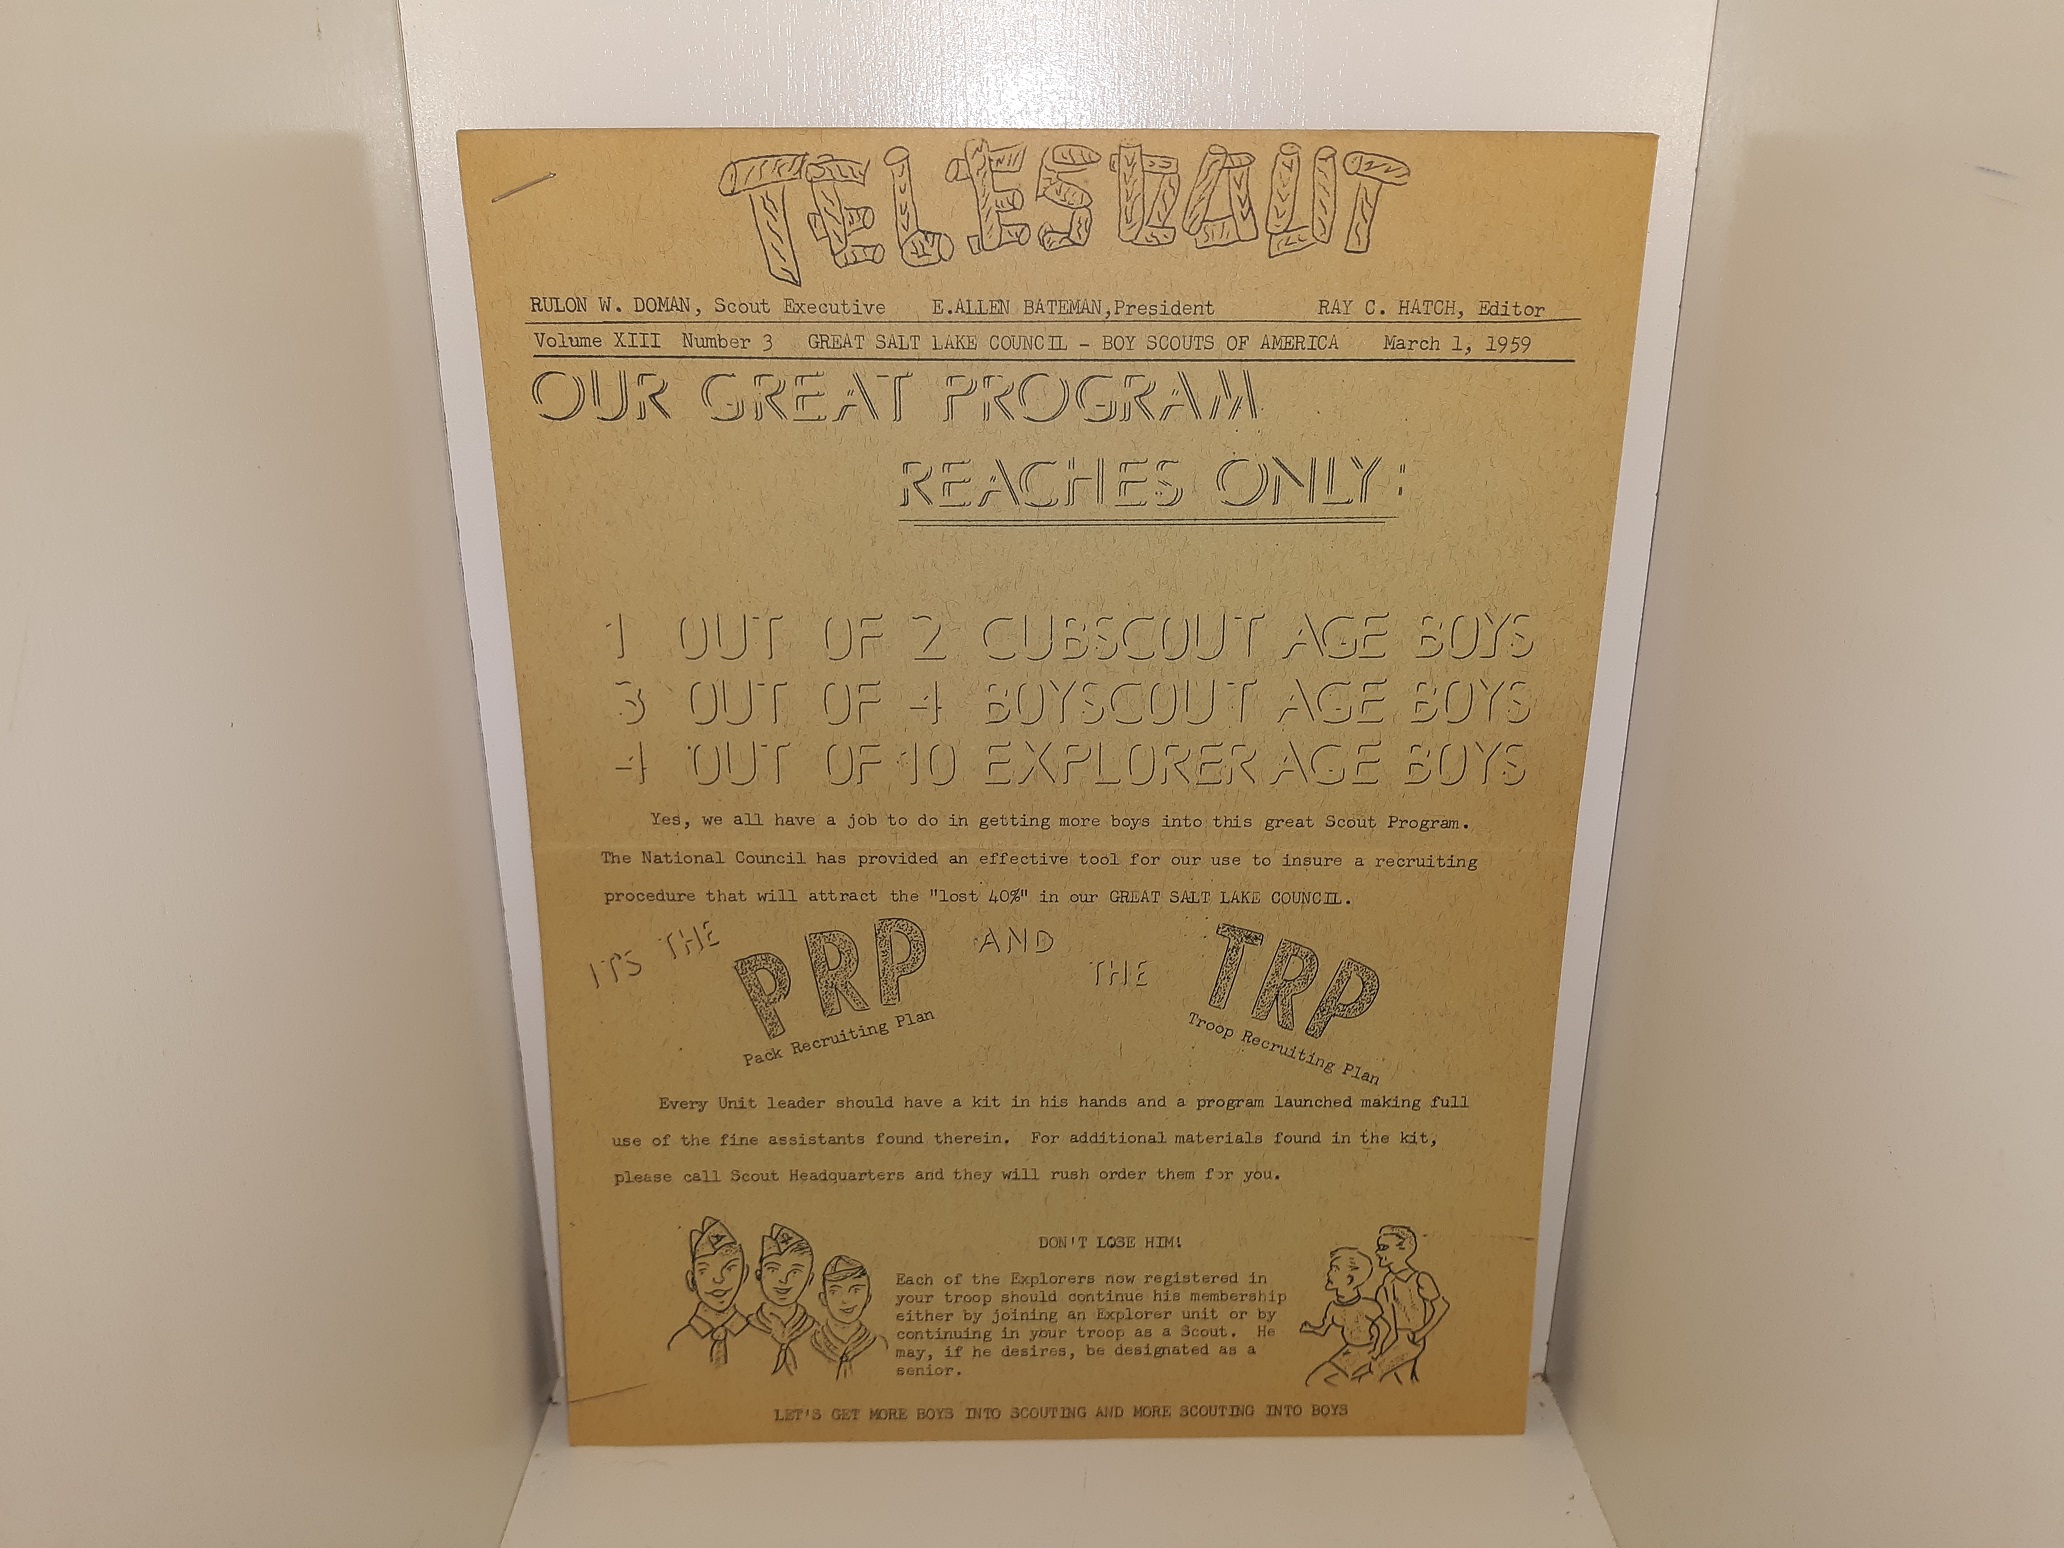 TELESCOUT
RULON W. DOMAN, Scout Executive E.ALLEN BATEMAN,President RAY C. HATCH, Editor
Volume XIII Number 3 GREAT SALT LAKE COUNCIL - BOY SCOUTS OF AMERICA March 1, 1959
OUR GREAT PROGRAM
REACHES ONLY:
1 OUT OF 2 CUBSCOUT AGE BOYS
3 OUT OF 4 BOYSCOUT AGE BOYS
4 OUT OF 10 EXPLORER AGE BOYS
Yes, we all have a job to do in getting more boys into this great Scout Program.
The National Council has provided an effective tool for our use to insure a recruiting
procedure that will attract the "lost 40%" in our GREAT SALT LAKE COUNCIL.
IT'S THE PRP AND THE TRP
Pack Recruiting Plan Troop Recruiting Plan
Every Unit leader should have a kit in his hands and a program launched making full
use of the fine assistants found therein. For additional materials found in the kit,
please call Scout Headquarters and they will rush order them for you.
DON'T LOSE HIM!
Each of the Explorers now registered in
your troop should continue his membership
either by joining an Explorer unit or by
continuing in your troop as a Scout. He
may, if he desires, be designated as a
senior.
LET'S GET MORE BOYS INTO SCOUTING AND MORE SCOUTING INTO BOYS